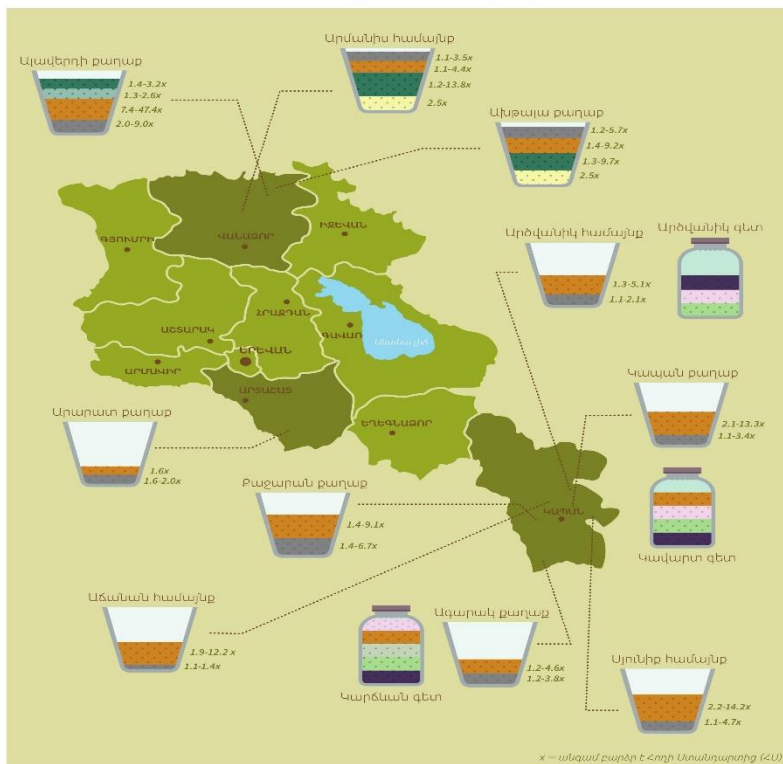 Արմանիս համայնք
1.1-3.5x
1.1-4.4x
1.2-13.8x
2.5x
Ալավերդի քաղաք
1.4-3.2x
1.3-2.6x
7.4-47.4x
2.0-9.0x
Ախթալա քաղաք
1.2-5.7x
1.4-9.2x
1.3-9.7x
2.5x
Արծվանիկ համայնք
1.3-5.1x
1.1-2.1x
Արծվանիկ գետ
ԳՅՈՒՄՐԻ
ՎԱՆԱՁՈՐ
ԻՋԵՎԱՆ
ՀՐԱԶԴԱՆ
ԱՇՏԱՐԱԿ
ԳԱՎԱՌ
Սևանա լիճ
ԵՐԵՎԱՆ
ԱՐՄԱՎԻՐ
ԱՐՏԱՇԱՏ
ԵՂԵԳՆԱՁՈՐ
ԿԱՊԱՆ
Կապան քաղաք
2.1-13.3x
1.1-3.4x
Արարատ քաղաք
1.6x
1.6-2.0x
Քաջարան քաղաք
1.4-9.1x
1.4-6.7x
Կավարտ գետ
Աճանան համայնք
1.9-12.2 x
1.1-1.4x
Կարճևան գետ
Ագարակ քաղաք
1.2-4.6x
1.2-3.8x
Սյունիք համայնք
2.2-14.2x
1.1-4.7x
x — անգամ բարձր է Հողի Ստանդարտից (ՀՍ)